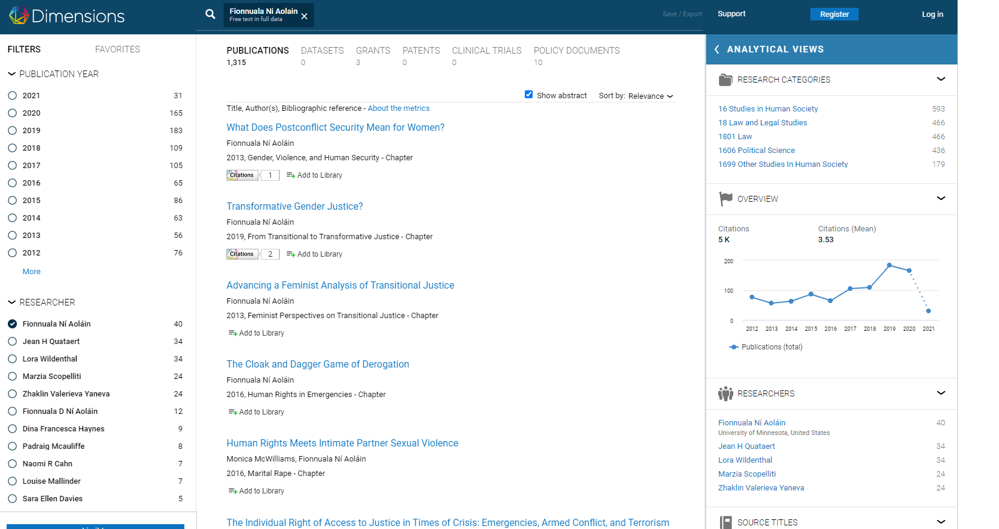 Dimensions
Fionnuala Ni Aolain
Free text in full data
Save / Export
Support
Register
Log in
FILTERS
FAVORITES
PUBLICATION YEAR
2021 31
2020 165
2019 183
2018 109
2017 105
2016 65
2015 86
2014 63
2013 56
2012 76
More
RESEARCHER
Fionnuala Ní Aoláin 40
Jean H Quataert 34
Lora Wildenthal 34
Marzia Scopelliti 24
Zhaklin Valerieva Yaneva 24
Fionnuala D Ní Aoláin 12
Dina Francesca Haynes 9
Padraig Mcauliffe 8
Naomi R Cahn 7
Louise Mallinder 7
Sara Ellen Davies 5
PUBLICATIONS DATASETS GRANTS PATENTS CLINICAL TRIALS POLICY DOCUMENTS
1,315 0 3 0 0 10
Show abstract Sort by: Relevance
Title, Author(s), Bibliographic reference - About the metrics
What Does Postconflict Security Mean for Women?
Fionnuala Ní Aoláin
2013, Gender, Violence, and Human Security - Chapter
Citations 1 Add to Library
Transformative Gender Justice?
Fionnuala Ní Aoláin
2019, From Transitional to Transformative Justice - Chapter
Citations 2 Add to Library
Advancing a Feminist Analysis of Transitional Justice
Fionnuala Ní Aoláin
2013, Feminist Perspectives on Transitional Justice - Chapter
Add to Library
The Cloak and Dagger Game of Derogation
Fionnuala Ní Aoláin
2016, Human Rights in Emergencies - Chapter
Add to Library
Human Rights Meets Intimate Partner Sexual Violence
Monica McWilliams, Fionnuala Ní Aoláin
2016, Marital Rape - Chapter
Add to Library
The Individual Right of Access to Justice in Times of Crisis: Emergencies, Armed Conflict, and Terrorism
ANALYTICAL VIEWS
RESEARCH CATEGORIES
16 Studies in Human Society 593
18 Law and Legal Studies 466
1801 Law 466
1606 Political Science 436
1699 Other Studies In Human Society 179
OVERVIEW
Citations Citations (Mean)
5 K 3.53
200
100
0
2012 2013 2014 2015 2016 2017 2018 2019 2020 2021
Publications (total)
RESEARCHERS
Fionnuala Ní Aoláin 40
University of Minnesota, United States
Jean H Quataert 34
Lora Wildenthal 34
Marzia Scopelliti 24
Zhaklin Valerieva Yaneva 24
SOURCE TITLES